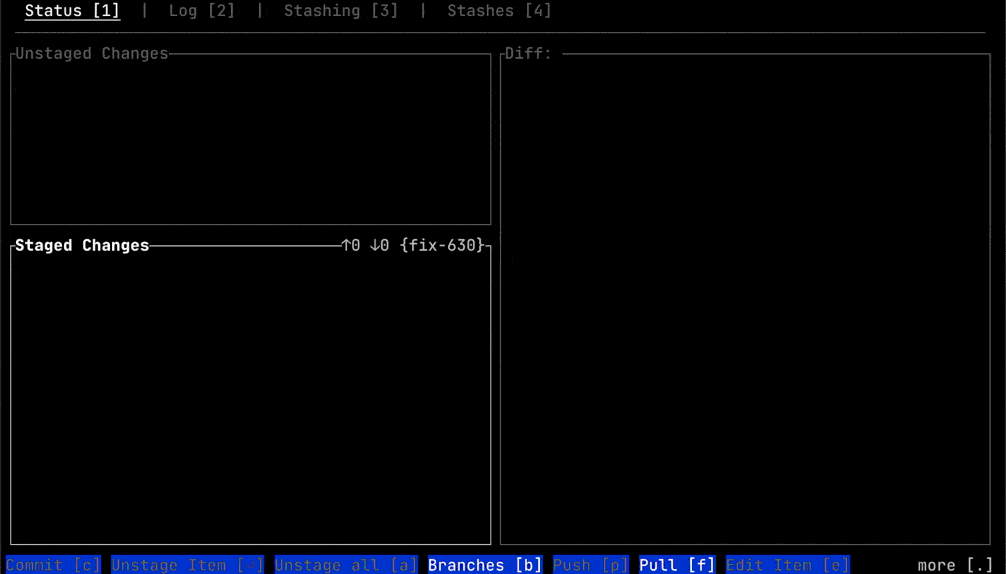 Status [1] | Log [2] | Stashing [3] | Stashes [4]
Unstaged Changes
Diff:
Staged Changes ↑0 ↓0 {fix-630}
Commit [c] Unstage Item [-] Unstage all [a] Branches [b] Push [p] Pull [f] Edit Item [e] more [.]